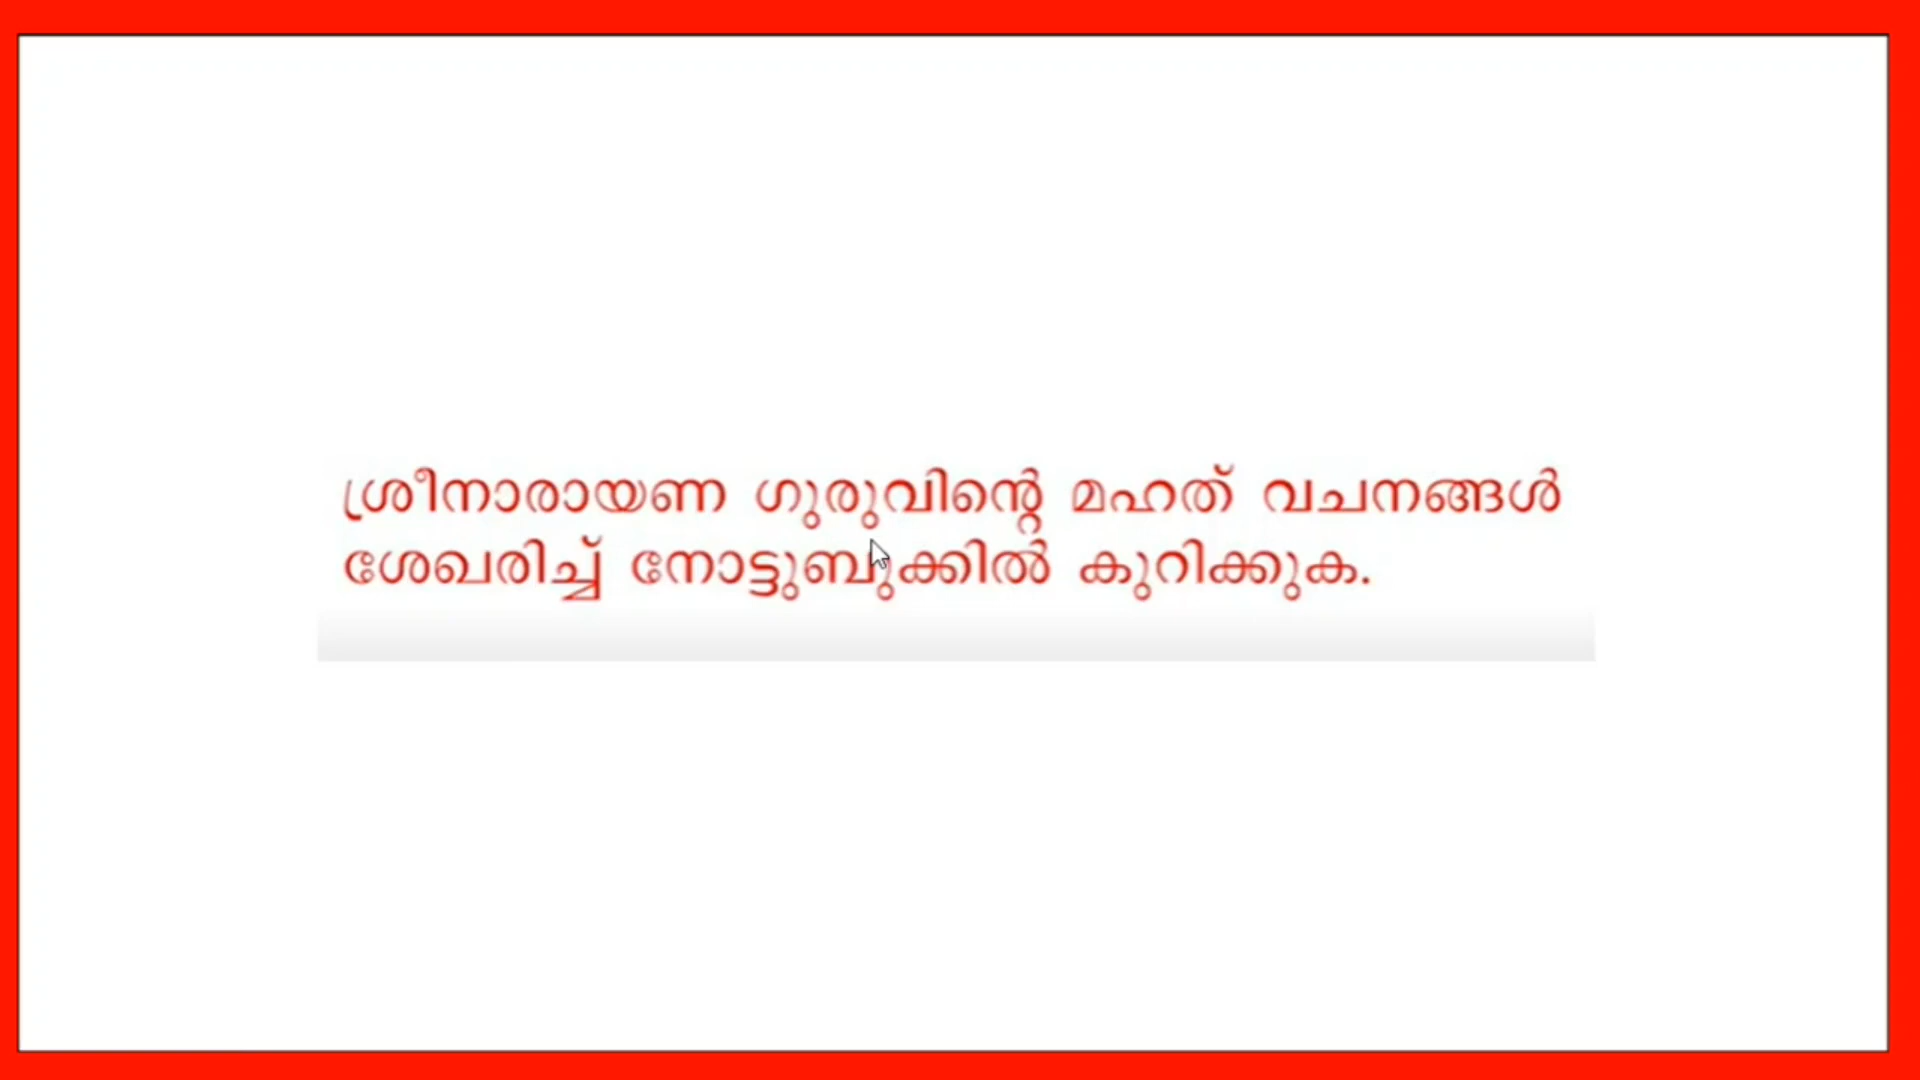 ശ്രീനാരായണ ഗുരുവിന്റെ മഹത് വചനങ്ങൾ
ശേഖരിച്ച് നോട്ടുബുക്കിൽ കുറിക്കുക.